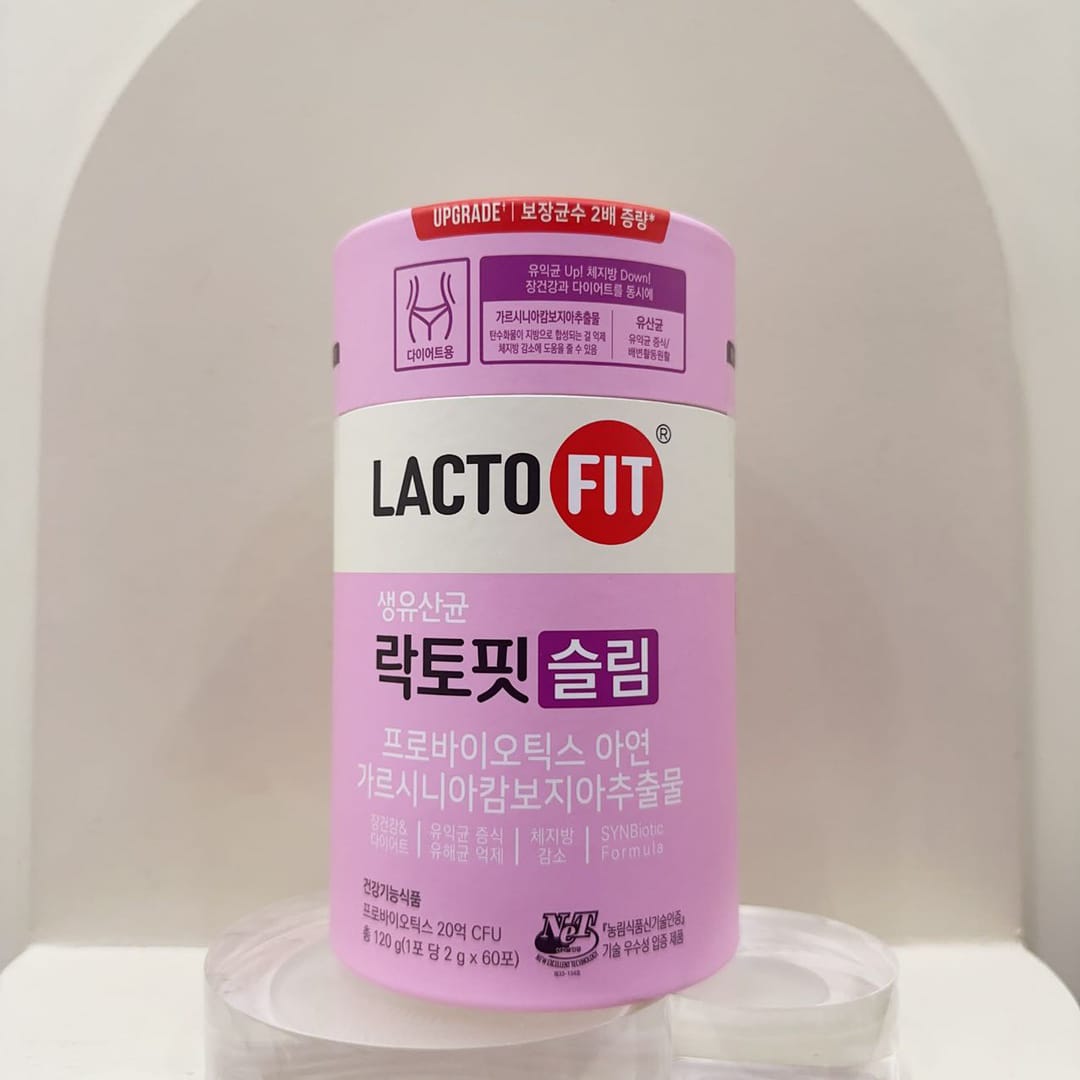 UPGRADE† | 보장균수 2배 증량*
다이어트용
유익균 Up! 체지방 Down!
장건강과 다이어트를 동시에
가르시니아캄보지아추출물
탄수화물이 지방으로 합성되는 걸 억제
체지방 감소에 도움을 줄 수 있음
유산균
유익균 증식/
배변활동원활
LACTO FIT ®
생유산균
락토핏 슬림
프로바이오틱스 아연
가르시니아캄보지아추출물
장건강&
다이어트
유익균 증식
유해균 억제
체지방
감소
SYNBiotic
Formula
건강기능식품
프로바이오틱스 20억 CFU
총 120 g(1포 당 2 g x 60포)
NeT
『농림식품신기술인증』
기술 우수성 입증 제품